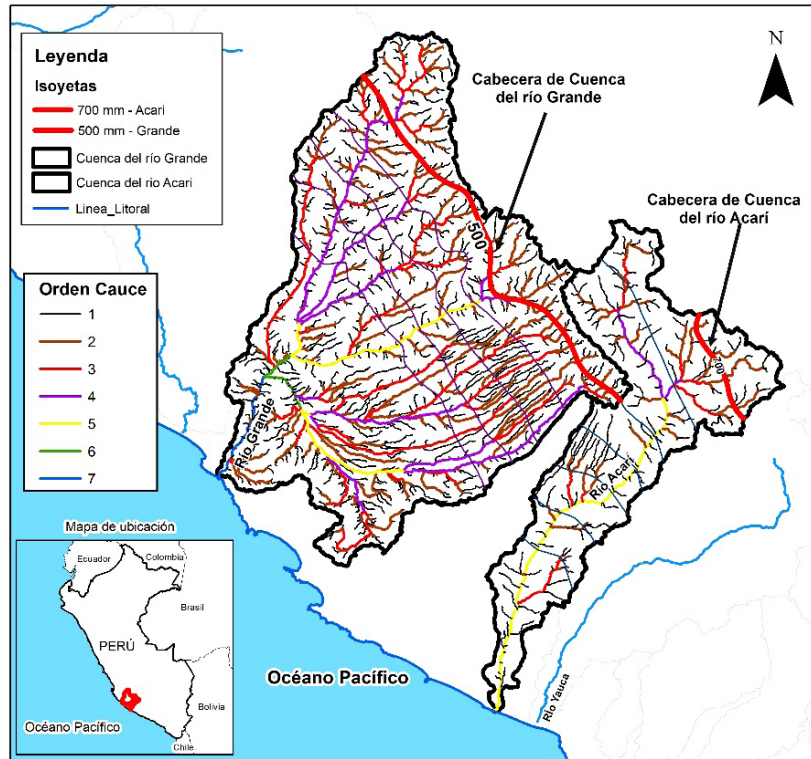 Leyenda
Isoyetas
700 mm - Acari
500 mm - Grande
Cuenca del río Grande
Cuenca del rio Acari
Linea_Litoral
Orden Cauce
1
2
3
4
5
6
7
Cabecera de Cuenca
del río Grande
N
Cabecera de Cuenca
del río Acarí
500
700
Río Grande
Río Acarí
Río Yauca
Océano Pacífico
Mapa de ubicación
Ecuador
Colombia
Brasil
PERÚ
Bolivia
Océano Pacífico
Chile